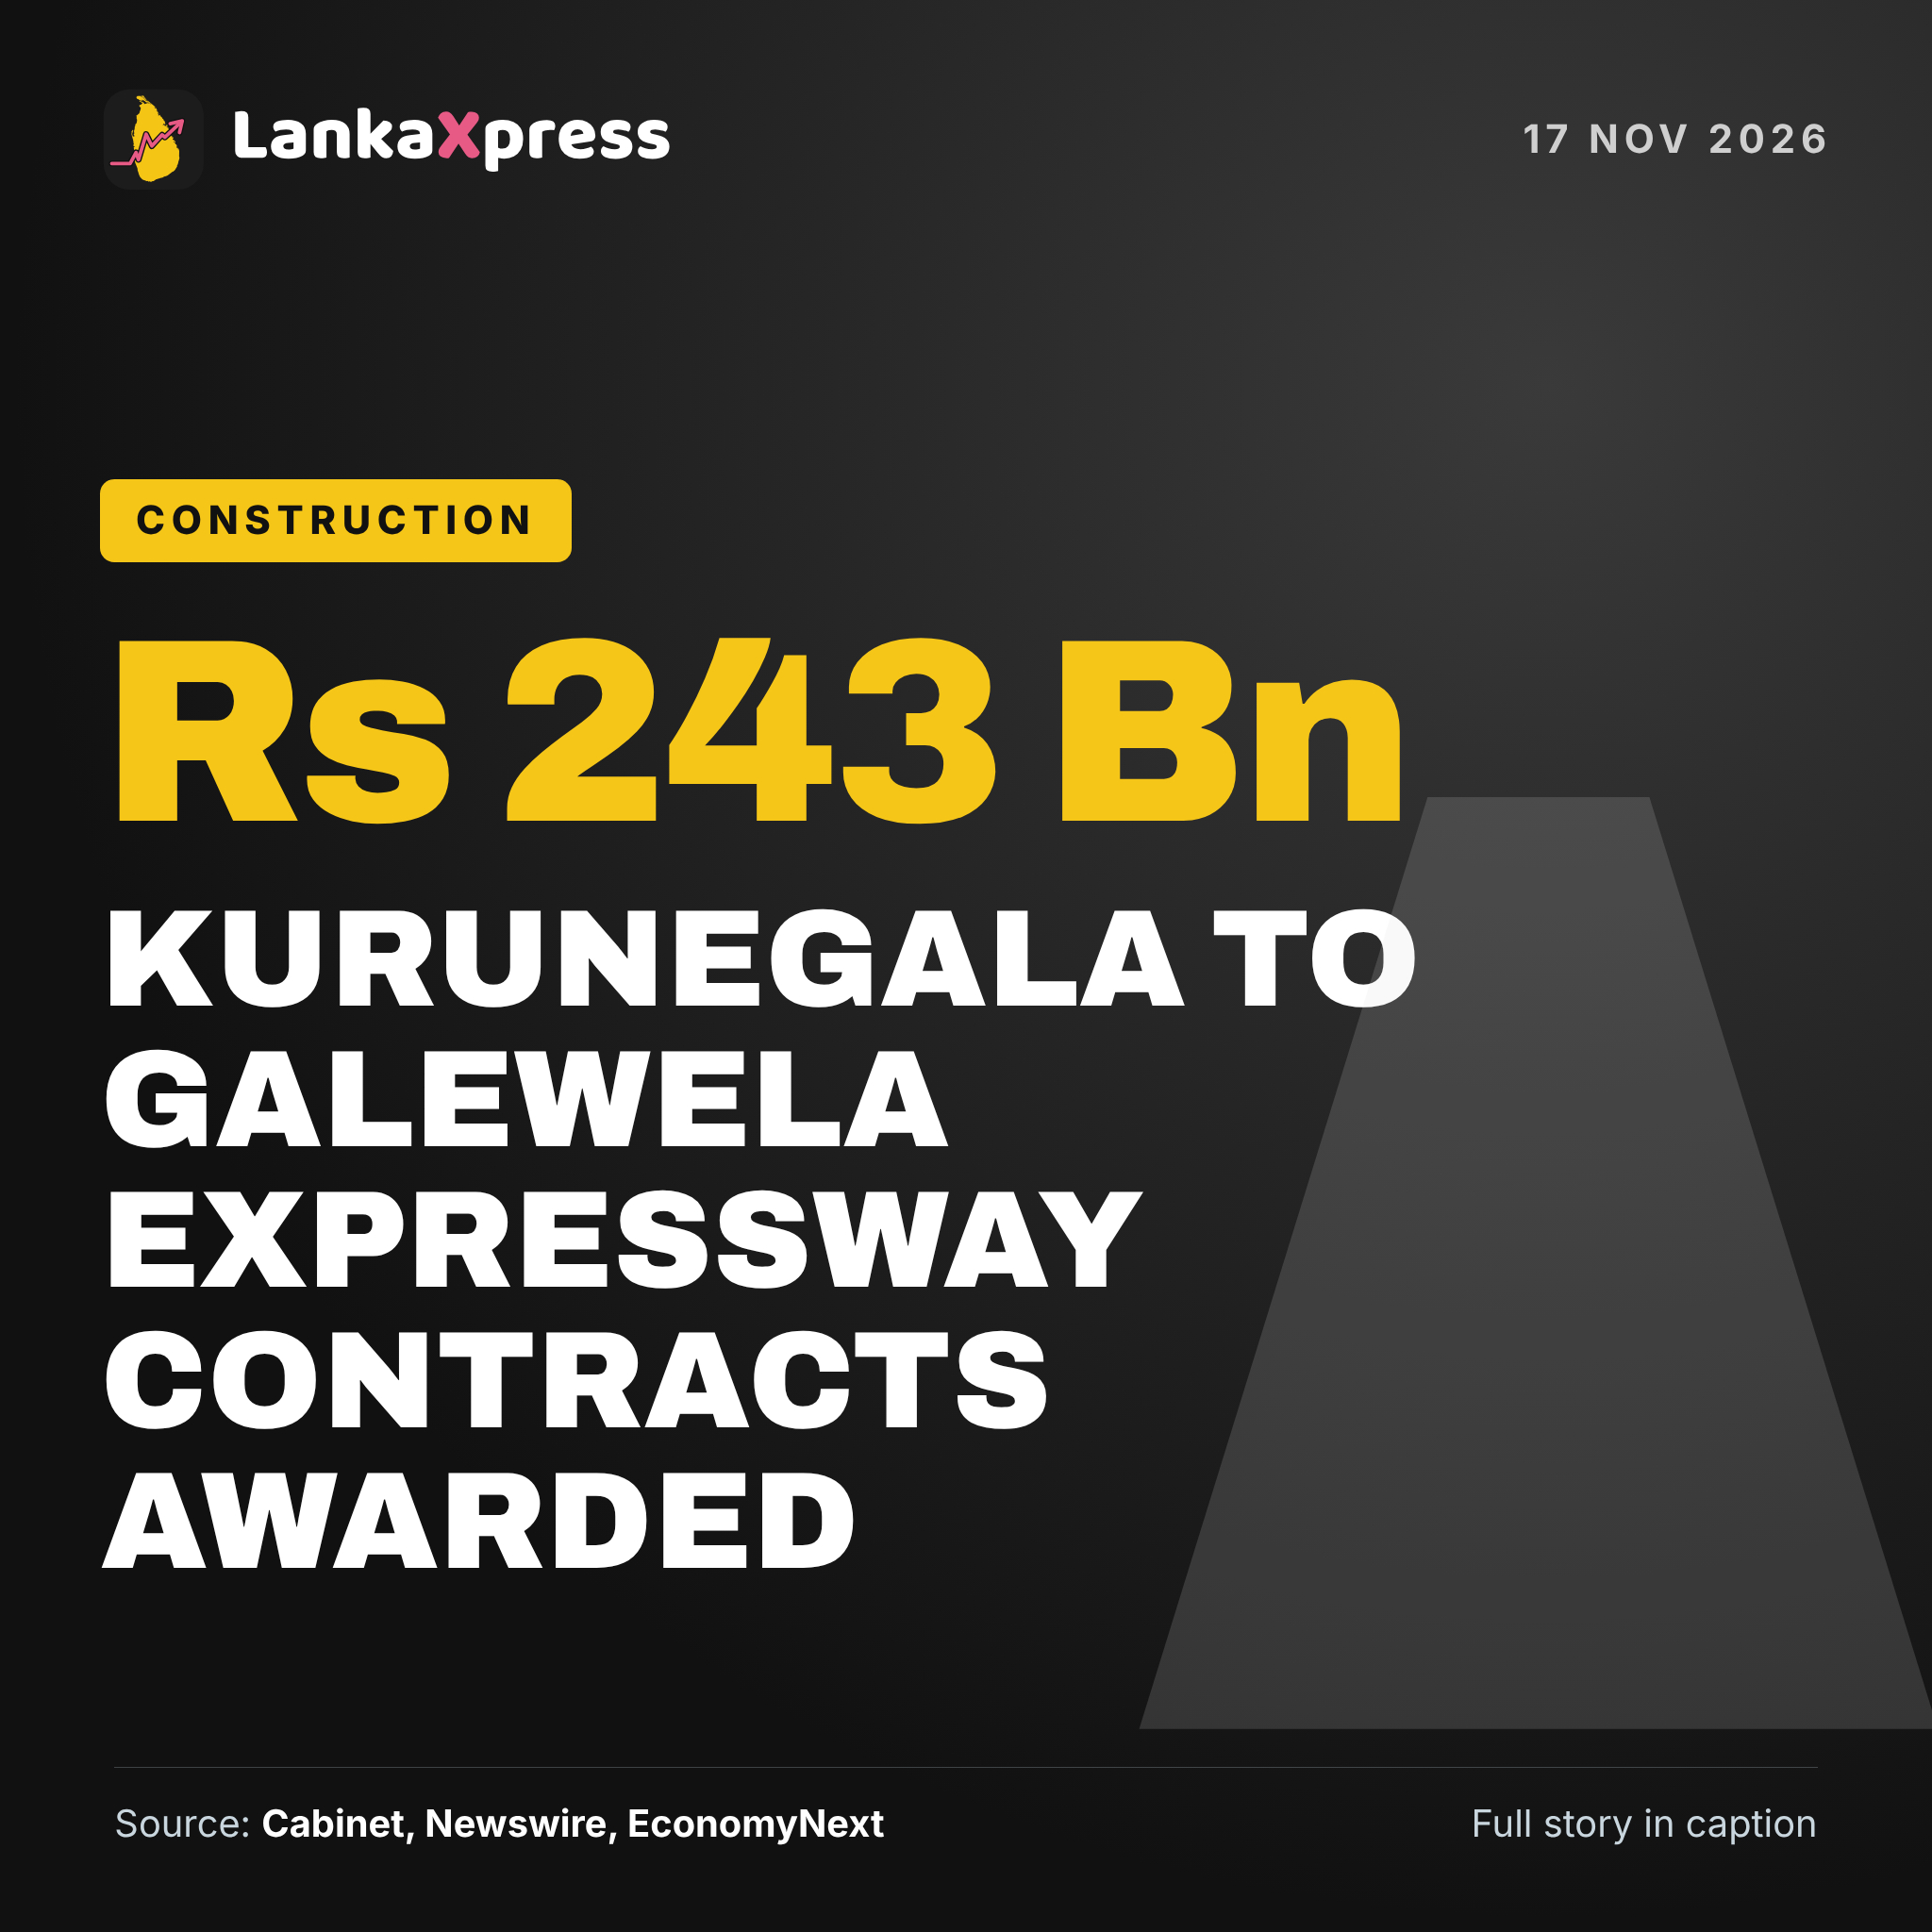 LankaXpress
17 NOV 2026
CONSTRUCTION
Rs 243 Bn
KURUNEGALA TO
GALEWELA
EXPRESSWAY
CONTRACTS
AWARDED
Source: Cabinet, Newswire, EconomyNext
Full story in caption